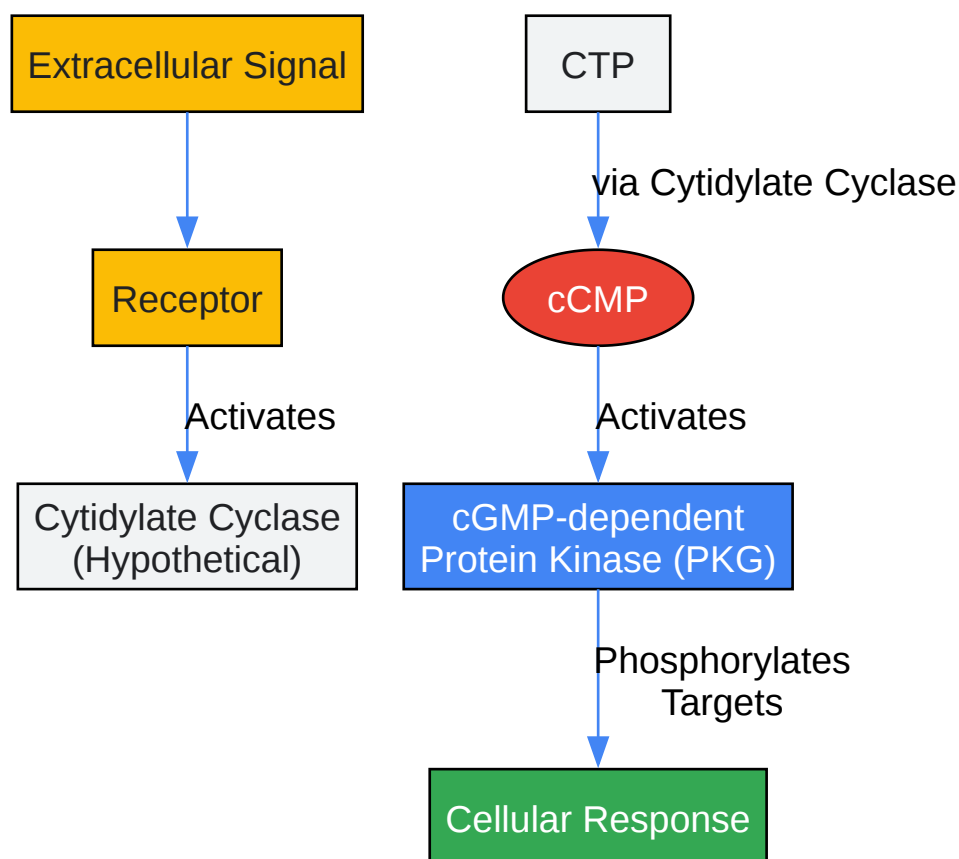 Extracellular Signal
CTP
via Cytidylate Cyclase
Receptor
cCMP
Activates
Activates
Cytidylate Cyclase
(Hypothetical)
cGMP-dependent
Protein Kinase (PKG)
Phosphorylates
Targets
Cellular Response